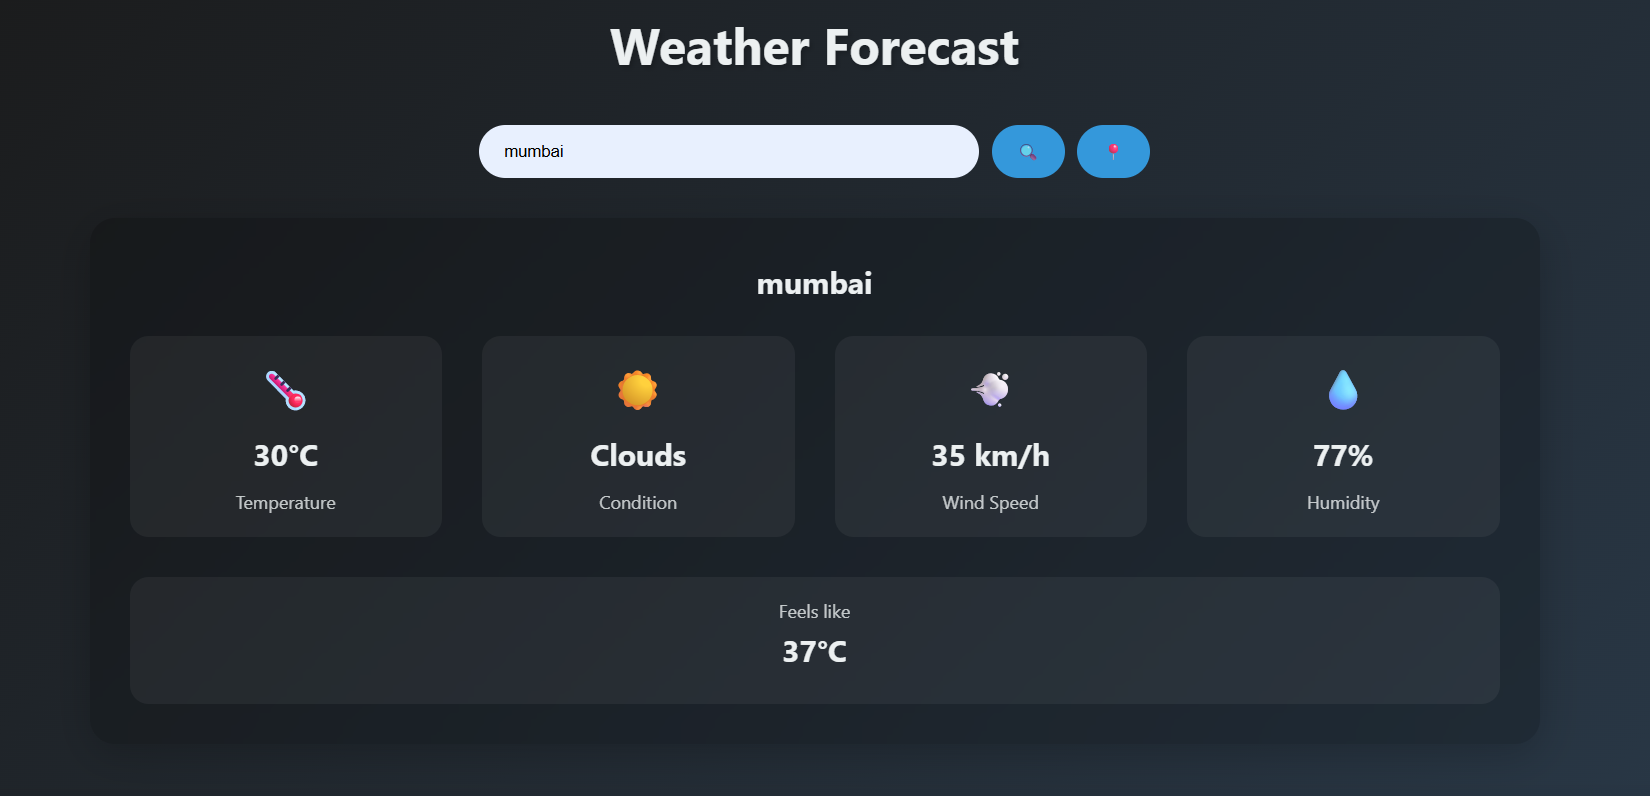 Weather Forecast
mumbai
mumbai
30°C
Temperature
Clouds
Condition
35 km/h
Wind Speed
77%
Humidity
Feels like
37°C